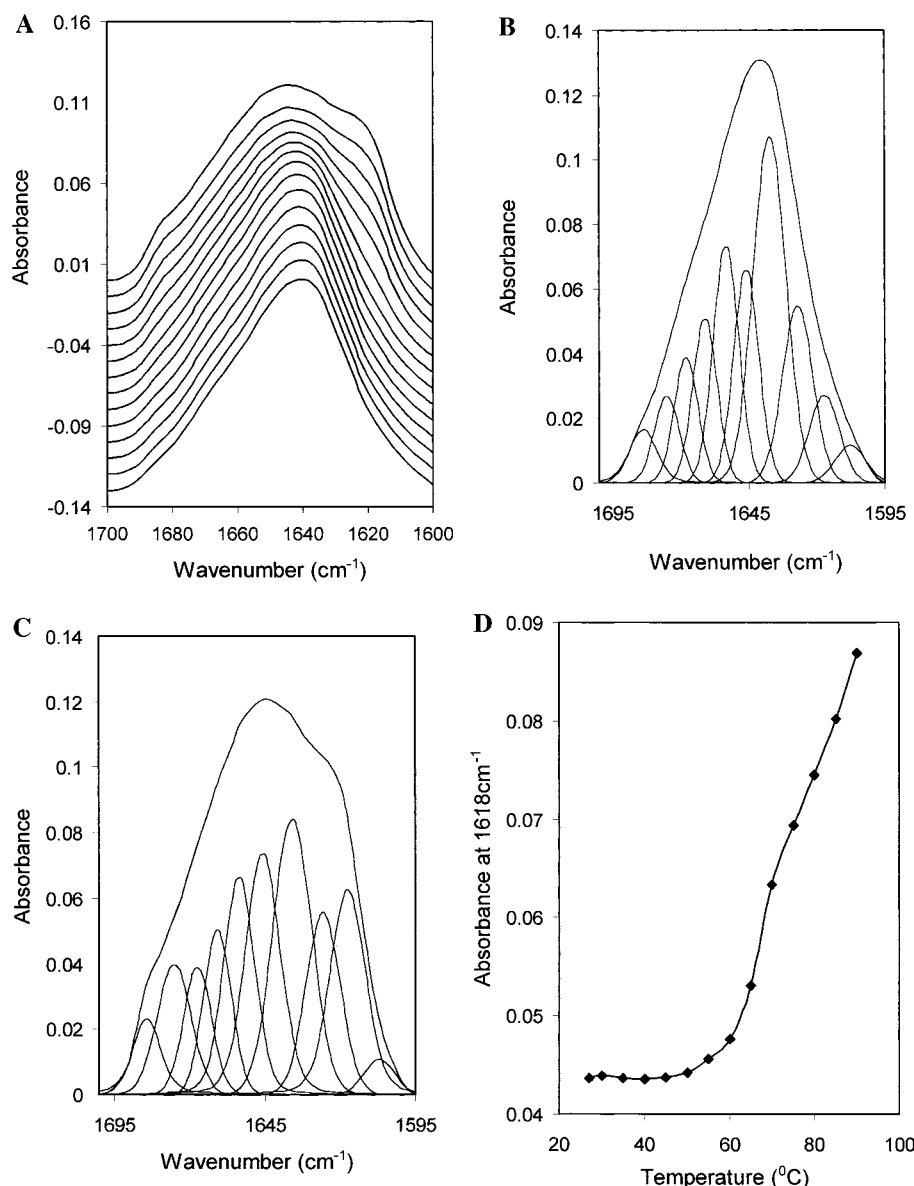 A
0.16
0.11
0.06
0.01
-0.04
-0.09
-0.14
Absorbance
1700 1680 1660 1640 1620 1600
Wavenumber (cm-1)
B
0.14
0.12
0.1
0.08
0.06
0.04
0.02
0
Absorbance
1695 1645 1595
Wavenumber (cm-1)
C
0.14
0.12
0.1
0.08
0.06
0.04
0.02
0
Absorbance
1695 1645 1595
Wavenumber (cm-1)
D
0.09
0.08
0.07
0.06
0.05
0.04
Absorbance at 1618cm-1
20 40 60 80 100
Temperature (0C)